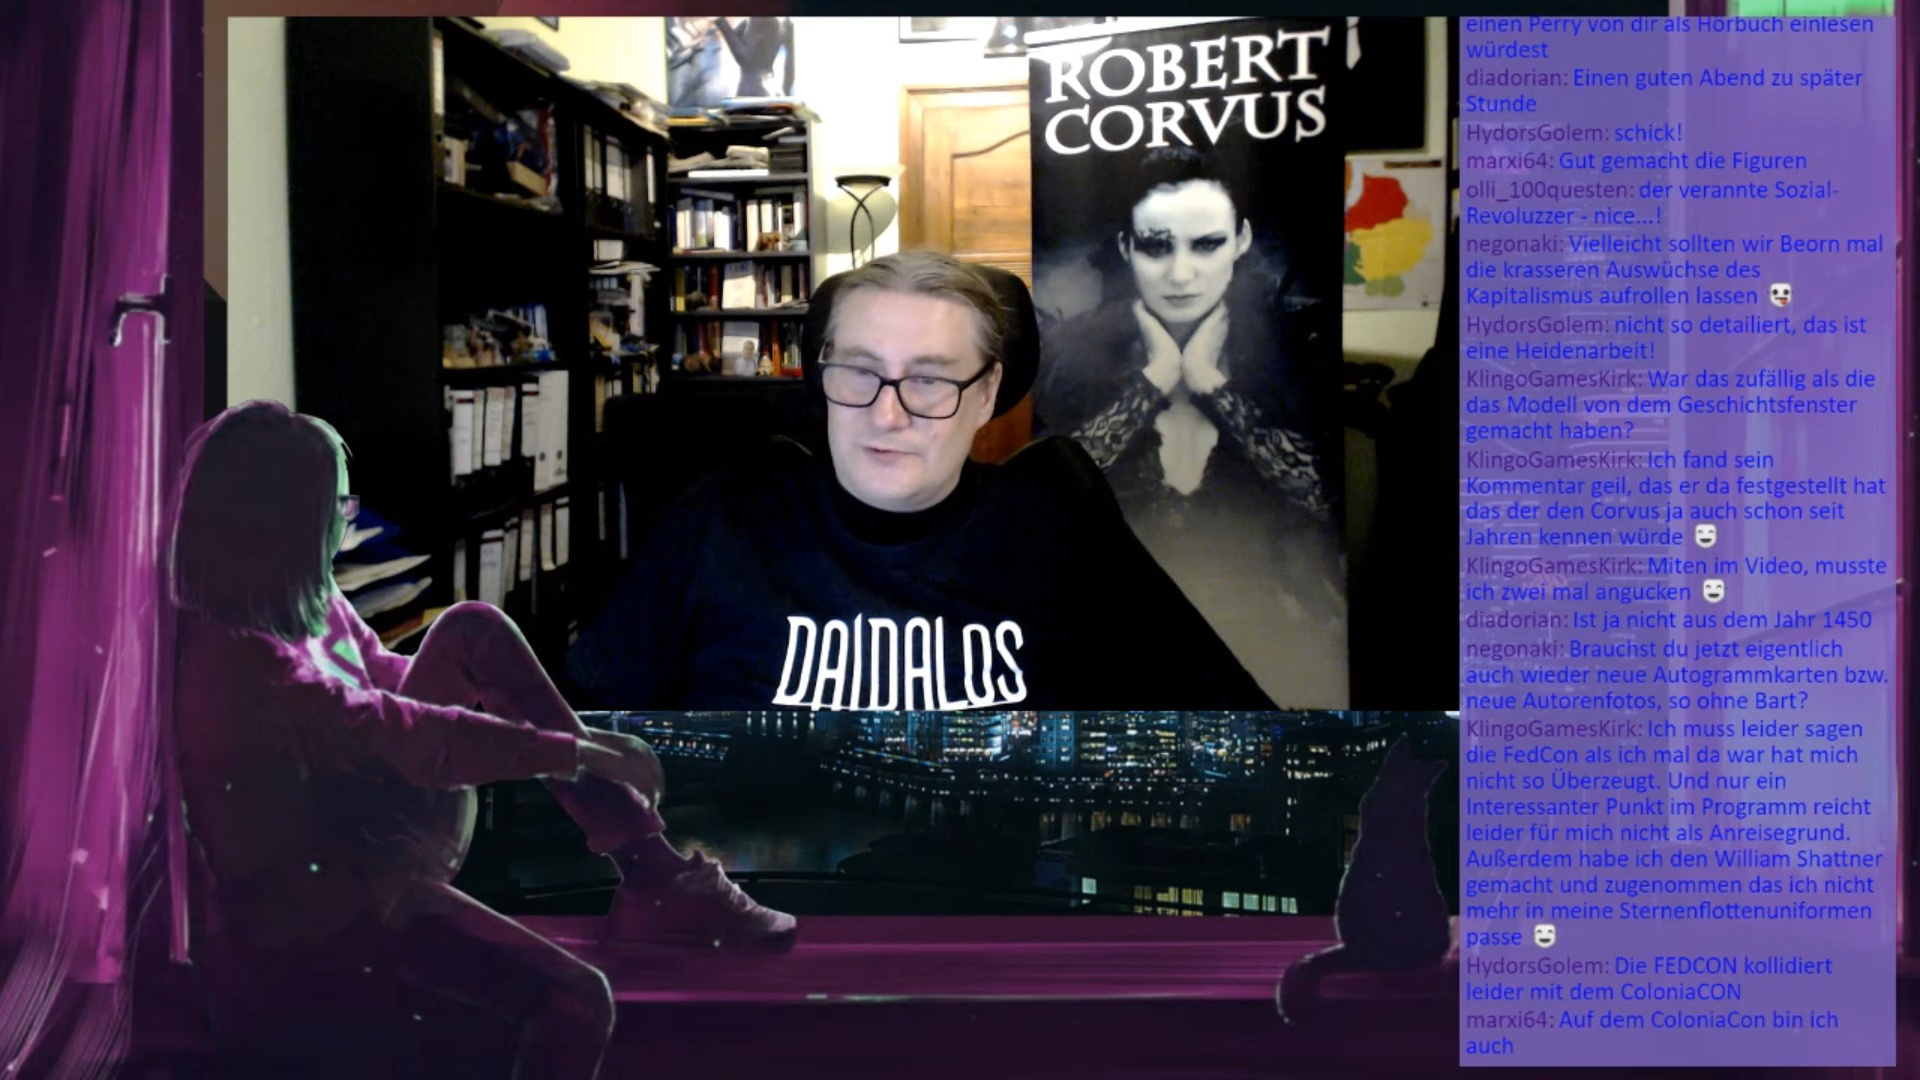 ROBERT
CORVUS
DAIDALOS
einen Perry von dir als Hörbuch einlesen
würdest
diadorian: Einen guten Abend zu später
Stunde
HydorsGolem: schick!
marxi64: Gut gemacht die Figuren
olli_100questen: der verannte Sozial-
Revoluzzer - nice...!
negonaki: Vielleicht sollten wir Beorn mal
die krasseren Auswüchse des
Kapitalismus aufrollen lassen
HydorsGolem: nicht so detailiert, das ist
eine Heidenarbeit!
KlingoGamesKirk: War das zufällig als die
das Modell von dem Geschichtsfenster
gemacht haben?
KlingoGamesKirk: Ich fand sein
Kommentar geil, das er da festgestellt hat
das der den Corvus ja auch schon seit
Jahren kennen würde
KlingoGamesKirk: Miten im Video, musste
ich zwei mal angucken
diadorian: Ist ja nicht aus dem Jahr 1450
negonaki: Brauchst du jetzt eigentlich
auch wieder neue Autogrammkarten bzw.
neue Autorenfotos, so ohne Bart?
KlingoGamesKirk: Ich muss leider sagen
die FedCon als ich mal da war hat mich
nicht so Überzeugt. Und nur ein
Interessanter Punkt im Programm reicht
leider für mich nicht als Anreisegrund.
Außerdem habe ich den William Shattner
gemacht und zugenommen das ich nicht
mehr in meine Sternenflottenuniformen
passe
HydorsGolem: Die FEDCON kollidiert
leider mit dem ColoniaCON
marxi64: Auf dem ColoniaCon bin ich
auch